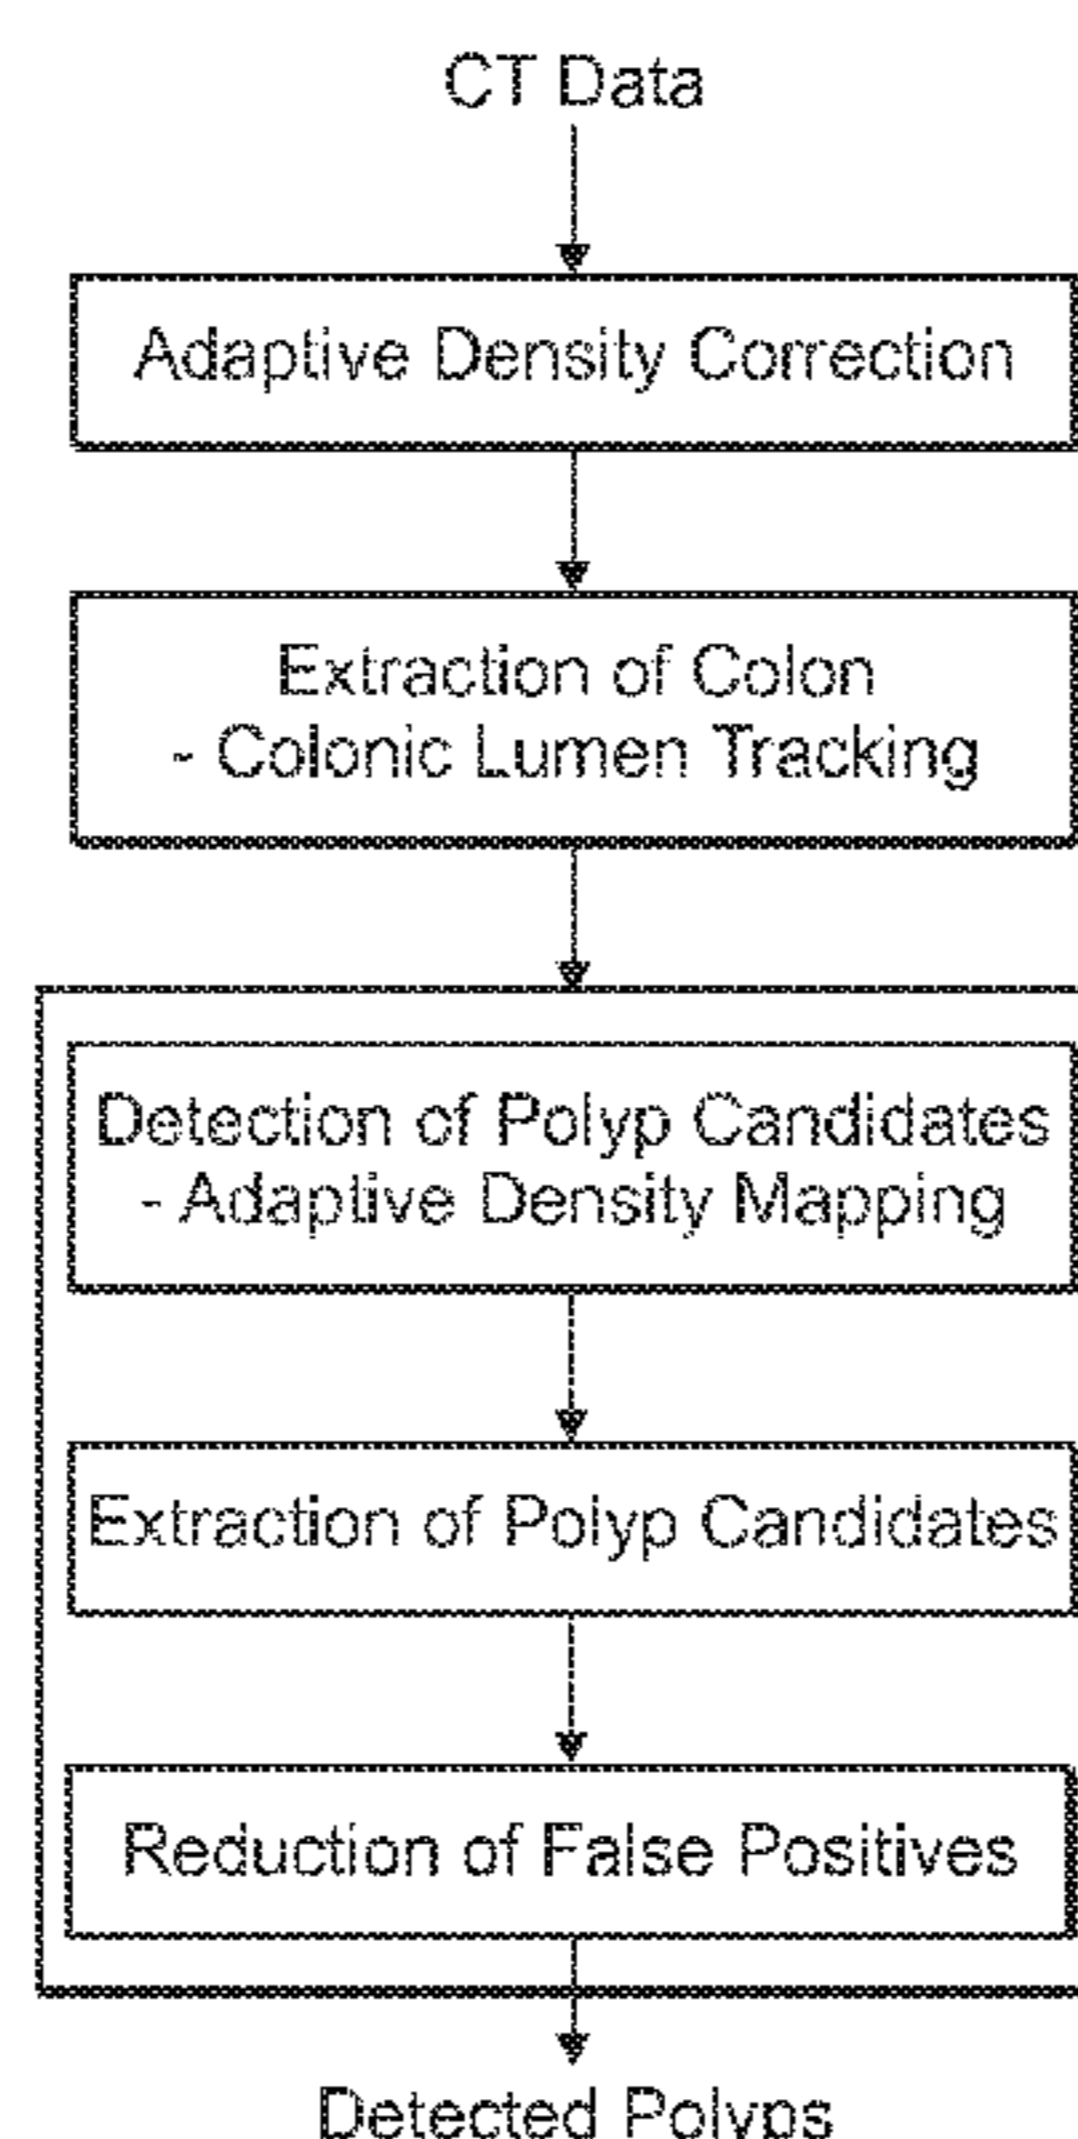 CT Data
Adaptive Density Correction
Extraction of Colon
- Colonic Lumen Tracking
Detection of Polyp Candidates
- Adaptive Density Mapping
Extraction of Polyp Candidates
Reduction of False Positives
Detected Polyps